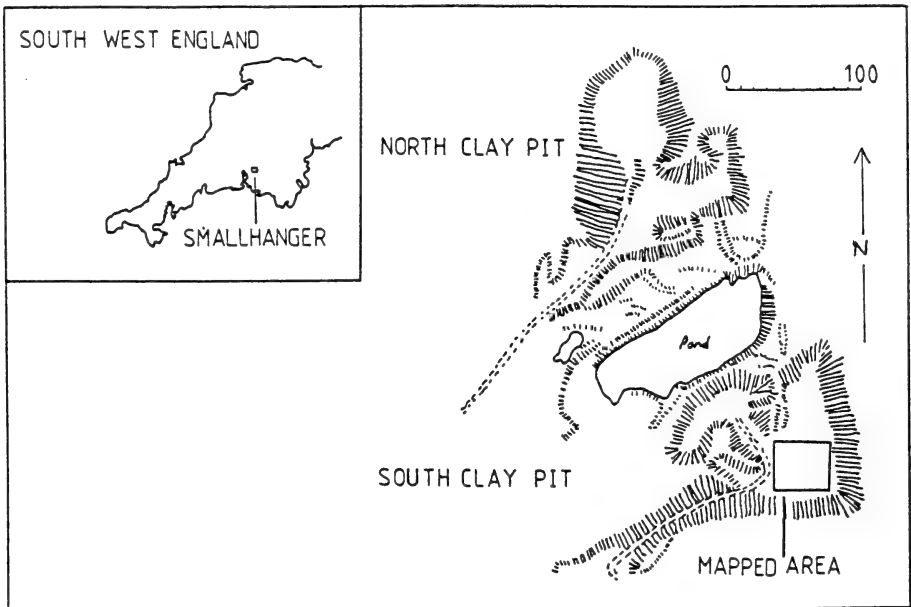 SOUTH WEST ENGLAND
SMALLHANGER
0 100
NORTH CLAY PIT
N
Pond
SOUTH CLAY PIT
MAPPED AREA